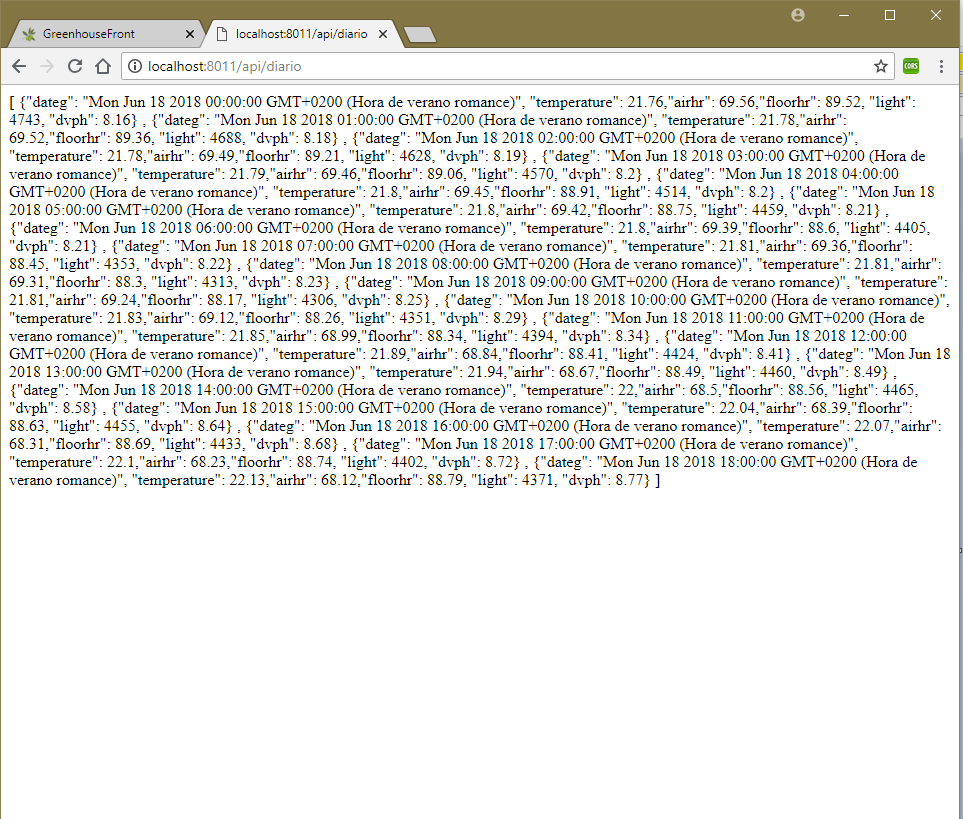 GreenhouseFront
localhost:8011/api/diario
localhost:8011/api/diario
CORS
[ {"dateg": "Mon Jun 18 2018 00:00:00 GMT+0200 (Hora de verano romance)", "temperature": 21.76,"airhr": 69.56,"floorhr": 89.52, "light":
4743, "dvph": 8.16} , {"dateg": "Mon Jun 18 2018 01:00:00 GMT+0200 (Hora de verano romance)", "temperature": 21.78,"airhr":
69.52,"floorhr": 89.36, "light": 4688, "dvph": 8.18} , {"dateg": "Mon Jun 18 2018 02:00:00 GMT+0200 (Hora de verano romance)",
"temperature": 21.78,"airhr": 69.49,"floorhr": 89.21, "light": 4628, "dvph": 8.19} , {"dateg": "Mon Jun 18 2018 03:00:00 GMT+0200 (Hora de
verano romance)", "temperature": 21.79,"airhr": 69.46,"floorhr": 89.06, "light": 4570, "dvph": 8.2} , {"dateg": "Mon Jun 18 2018 04:00:00
GMT+0200 (Hora de verano romance)", "temperature": 21.8,"airhr": 69.45,"floorhr": 88.91, "light": 4514, "dvph": 8.2} , {"dateg": "Mon Jun 18
2018 05:00:00 GMT+0200 (Hora de verano romance)", "temperature": 21.8,"airhr": 69.42,"floorhr": 88.75, "light": 4459, "dvph": 8.21} ,
{"dateg": "Mon Jun 18 2018 06:00:00 GMT+0200 (Hora de verano romance)", "temperature": 21.8,"airhr": 69.39,"floorhr": 88.6, "light": 4405,
"dvph": 8.21} , {"dateg": "Mon Jun 18 2018 07:00:00 GMT+0200 (Hora de verano romance)", "temperature": 21.81,"airhr": 69.36,"floorhr":
88.45, "light": 4353, "dvph": 8.22} , {"dateg": "Mon Jun 18 2018 08:00:00 GMT+0200 (Hora de verano romance)", "temperature": 21.81,"airhr":
69.31,"floorhr": 88.3, "light": 4313, "dvph": 8.23} , {"dateg": "Mon Jun 18 2018 09:00:00 GMT+0200 (Hora de verano romance)", "temperature":
21.81,"airhr": 69.24,"floorhr": 88.17, "light": 4306, "dvph": 8.25} , {"dateg": "Mon Jun 18 2018 10:00:00 GMT+0200 (Hora de verano romance)",
"temperature": 21.83,"airhr": 69.12,"floorhr": 88.26, "light": 4351, "dvph": 8.29} , {"dateg": "Mon Jun 18 2018 11:00:00 GMT+0200 (Hora de
verano romance)", "temperature": 21.85,"airhr": 68.99,"floorhr": 88.34, "light": 4394, "dvph": 8.34} , {"dateg": "Mon Jun 18 2018 12:00:00
GMT+0200 (Hora de verano romance)", "temperature": 21.89,"airhr": 68.84,"floorhr": 88.41, "light": 4424, "dvph": 8.41} , {"dateg": "Mon Jun 18
2018 13:00:00 GMT+0200 (Hora de verano romance)", "temperature": 21.94,"airhr": 68.67,"floorhr": 88.49, "light": 4460, "dvph": 8.49} ,
{"dateg": "Mon Jun 18 2018 14:00:00 GMT+0200 (Hora de verano romance)", "temperature": 22,"airhr": 68.5,"floorhr": 88.56, "light": 4465,
"dvph": 8.58} , {"dateg": "Mon Jun 18 2018 15:00:00 GMT+0200 (Hora de verano romance)", "temperature": 22.04,"airhr": 68.39,"floorhr":
88.63, "light": 4455, "dvph": 8.64} , {"dateg": "Mon Jun 18 2018 16:00:00 GMT+0200 (Hora de verano romance)", "temperature": 22.07,"airhr":
68.31,"floorhr": 88.69, "light": 4433, "dvph": 8.68} , {"dateg": "Mon Jun 18 2018 17:00:00 GMT+0200 (Hora de verano romance)",
"temperature": 22.1,"airhr": 68.23,"floorhr": 88.74, "light": 4402, "dvph": 8.72} , {"dateg": "Mon Jun 18 2018 18:00:00 GMT+0200 (Hora de
verano romance)", "temperature": 22.13,"airhr": 68.12,"floorhr": 88.79, "light": 4371, "dvph": 8.77} ]